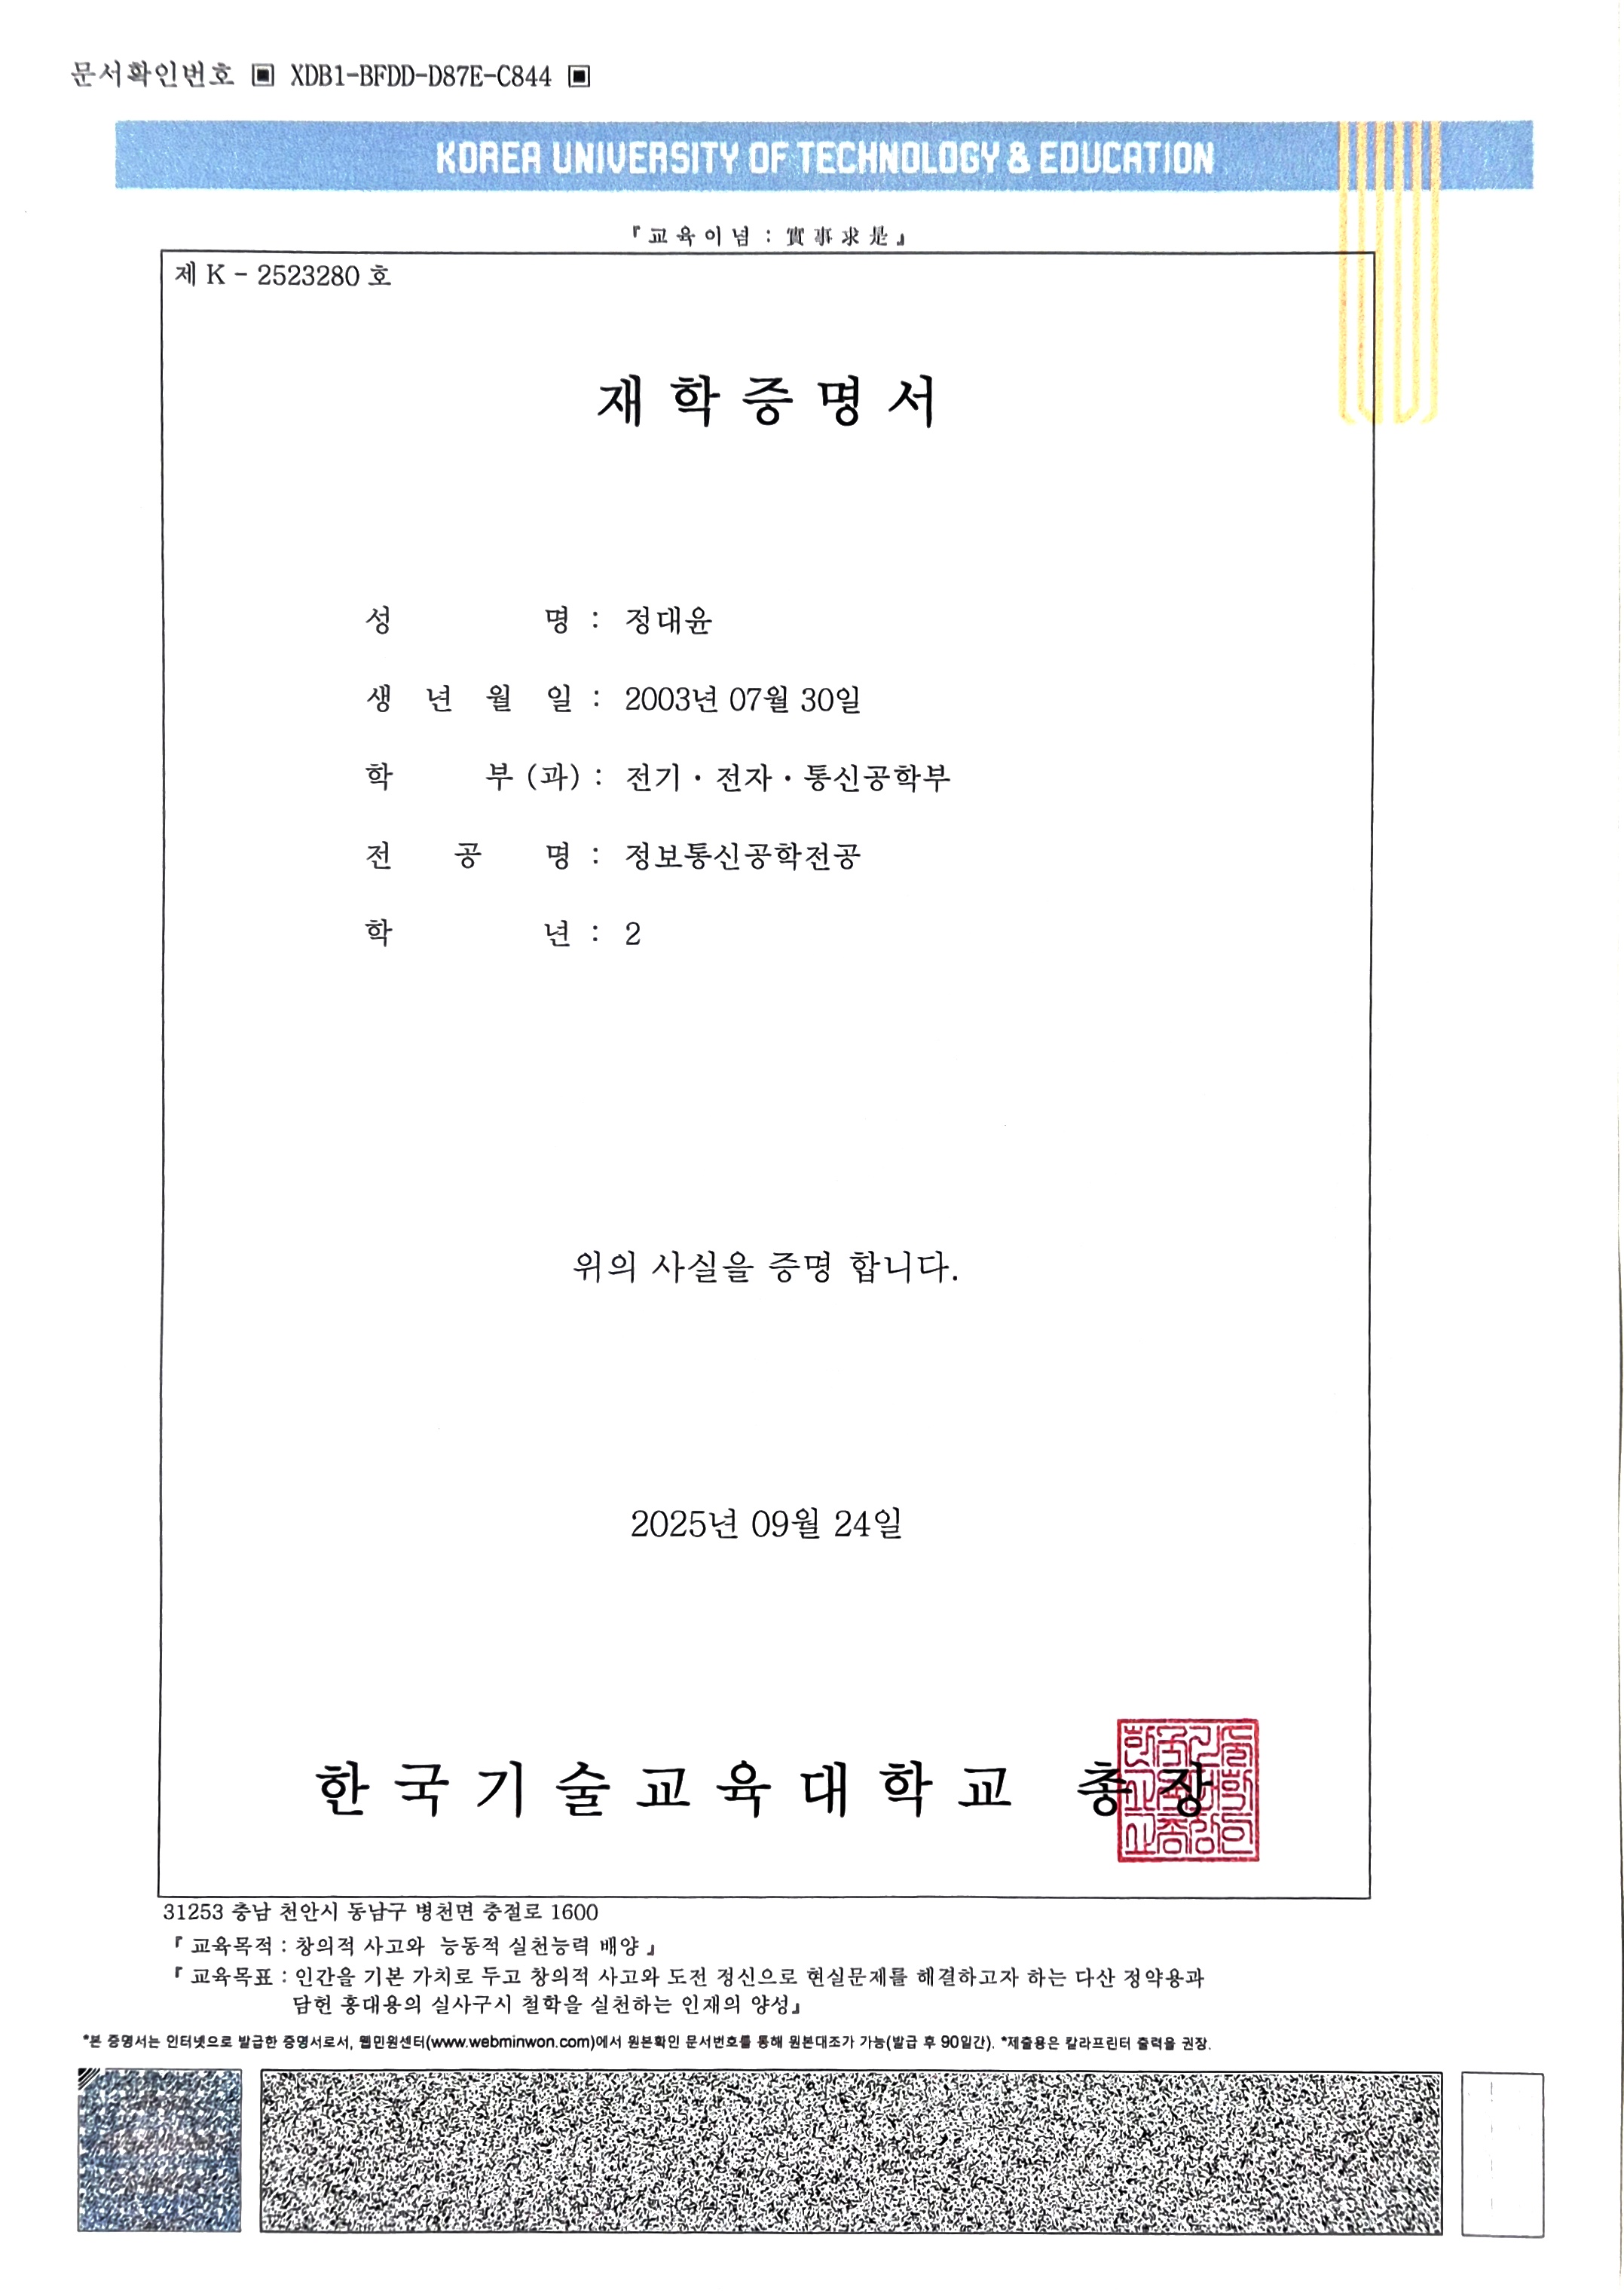 문서확인번호 ▣ XDB1-BFDD-D87E-C844 ▣
KOREA UNIVERSITY OF TECHNOLOGY & EDUCATION
『교육이념 : 實事求是』
제 K - 2523280 호
재학증명서
성 명 : 정대윤
생 년 월 일 : 2003년 07월 30일
학 부 (과) : 전기·전자·통신공학부
전 공 명 : 정보통신공학전공
학 년 : 2
위의 사실을 증명 합니다.
2025년 09월 24일
한국기술교육대학교 총장
31253 충남 천안시 동남구 병천면 충절로 1600
『교육목적 : 창의적 사고와 능동적 실천능력 배양』
『교육목표 : 인간을 기본 가치로 두고 창의적 사고와 도전 정신으로 현실문제를 해결하고자 하는 다산 정약용과
담헌 홍대용의 실사구시 철학을 실천하는 인재의 양성』
*본 증명서는 인터넷으로 발급한 증명서로서, 웹민원센터(www.webminwon.com)에서 원본확인 문서번호를 통해 원본대조가 가능(발급 후 90일간). *제출용은 칼라프린터 출력을 권장.